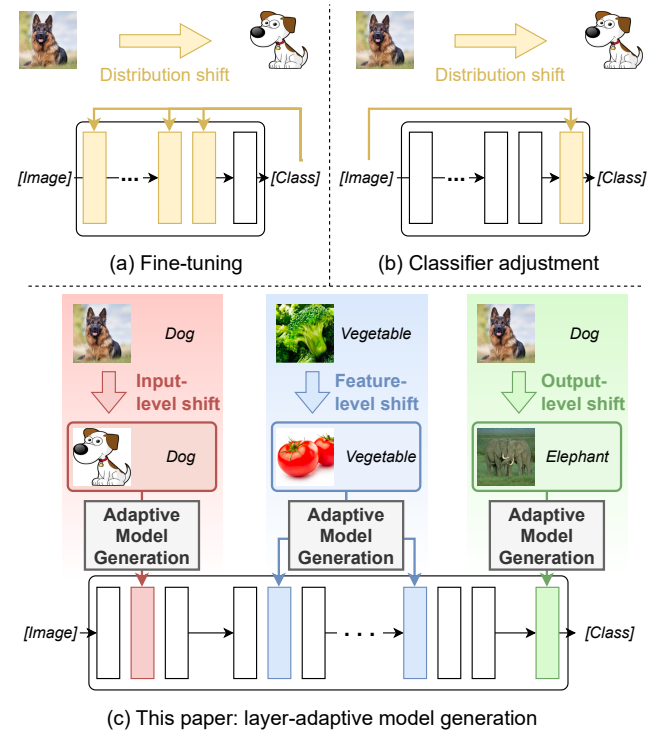 Distribution shift
[Image]
...
[Class]
(a) Fine-tuning
Distribution shift
[Image]
...
[Class]
(b) Classifier adjustment
Dog
Input-
level shift
Dog
Adaptive
Model
Generation
Vegetable
Feature-
level shift
Vegetable
Adaptive
Model
Generation
Dog
Output-
level shift
Elephant
Adaptive
Model
Generation
[Image]
...
[Class]
(c) This paper: layer-adaptive model generation